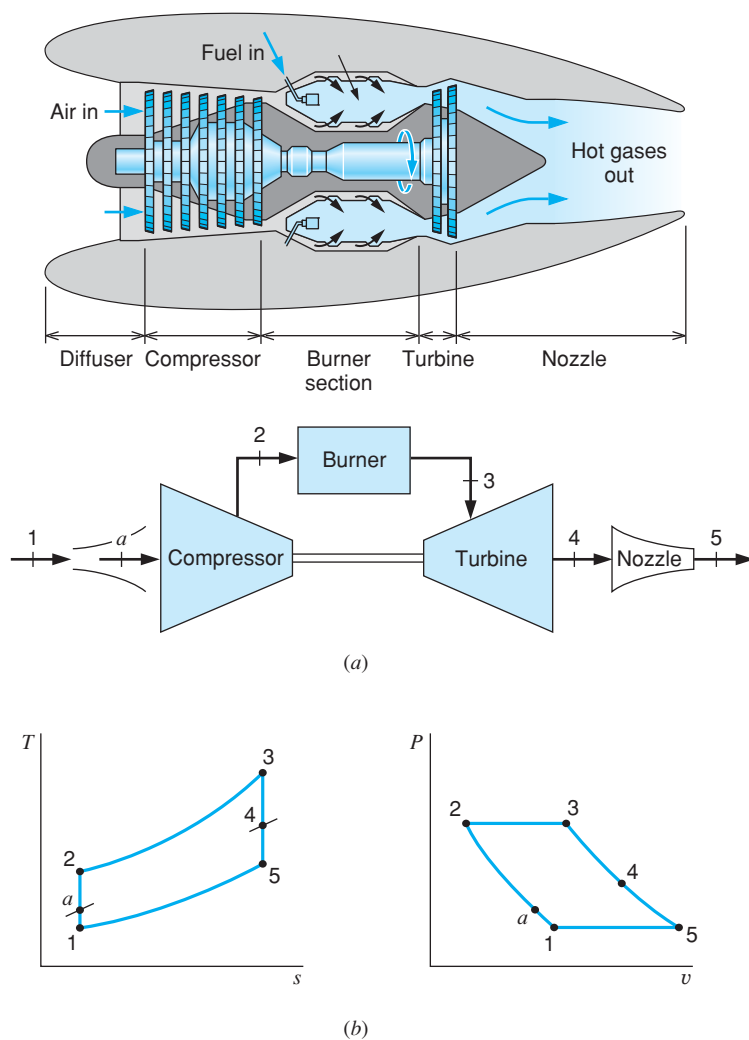 Fuel in
Air in
Hot gases
out
Diffuser Compressor Burner Turbine Nozzle
section
2
Burner
3
1
a
Compressor
Turbine
4
Nozzle
5
(a)
T
3
4
2
5
a
1
s
P
2
3
4
a
1
5
v
(b)